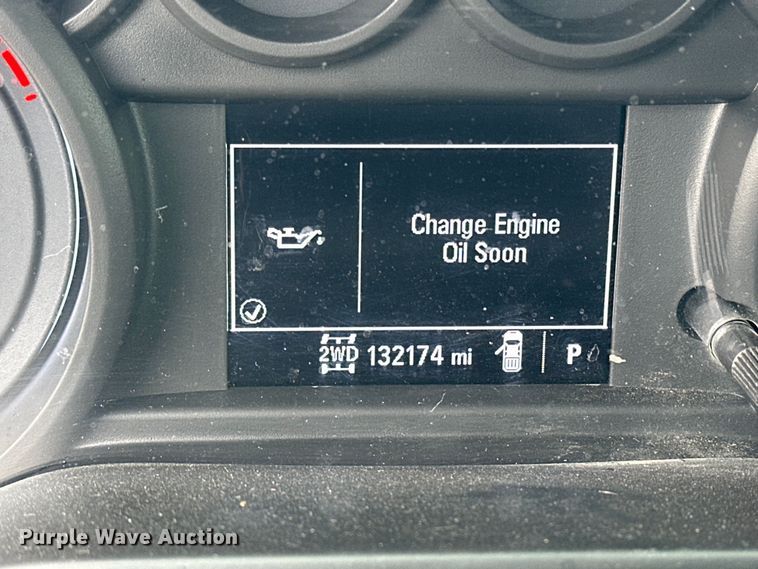 Change Engine
Oil Soon
2WD 132174 mi P
Purple Wave Auction